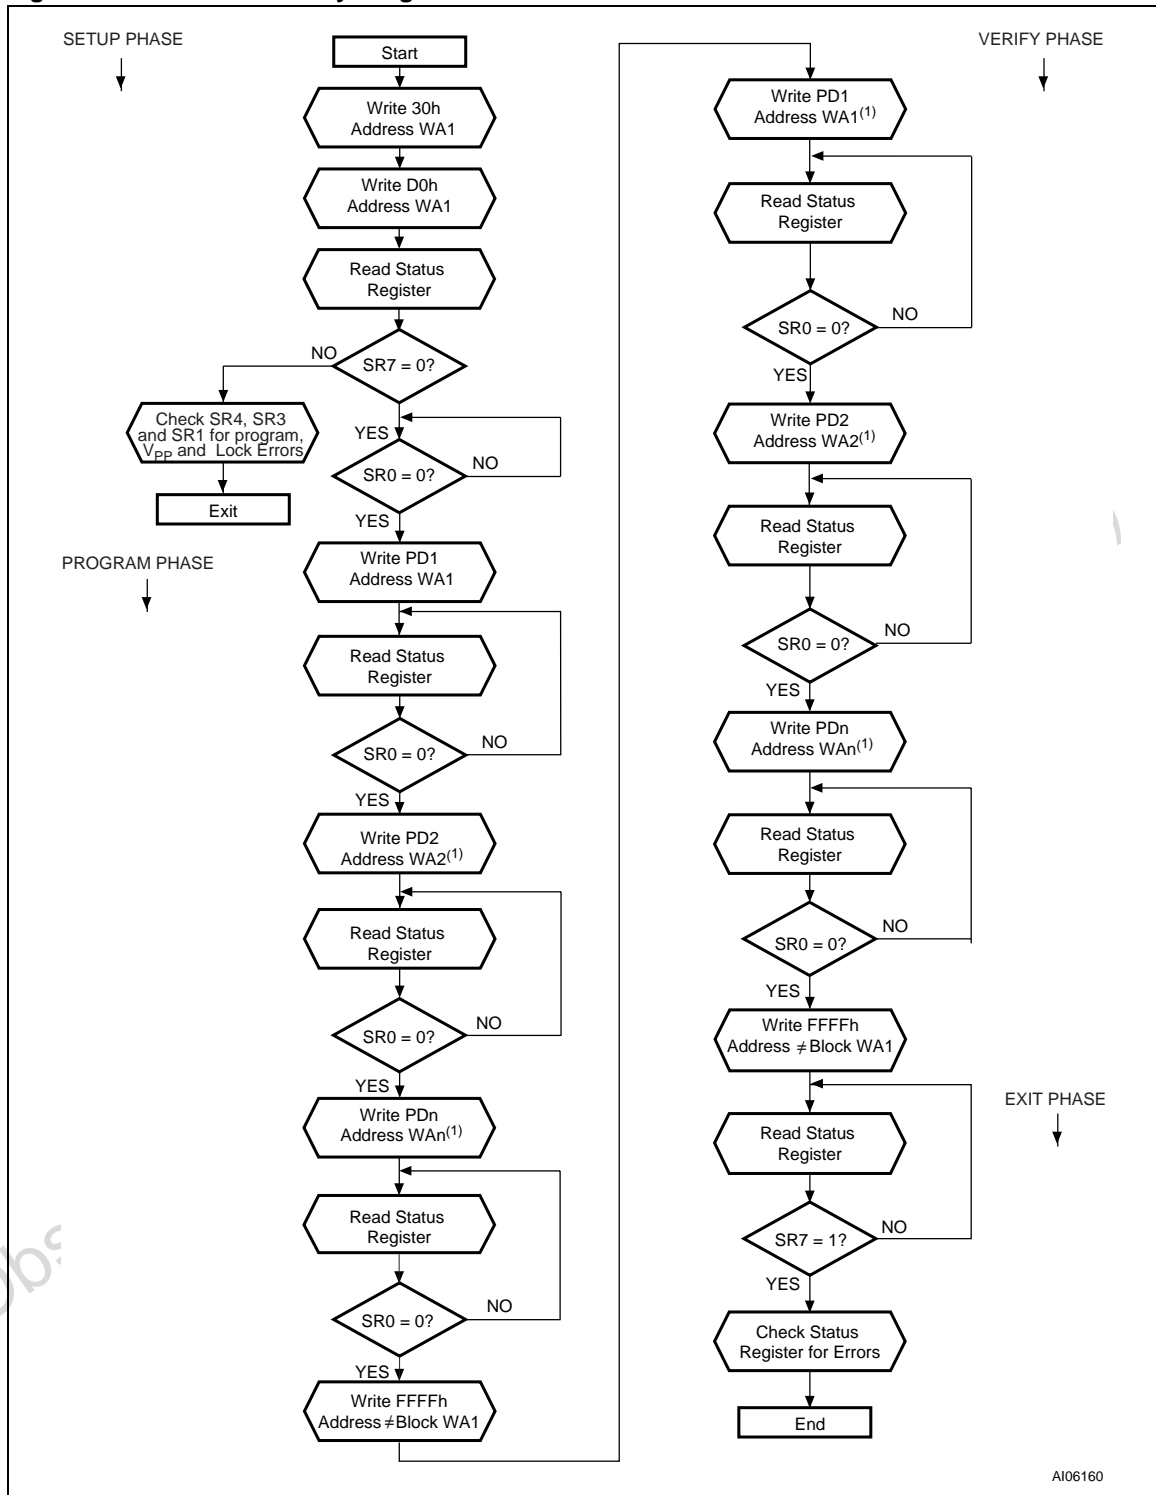 SETUP PHASE
Start
Write 30h
Address WA1
Write D0h
Address WA1
Read Status
Register
NO
SR7 = 0?
Check SR4, SR3
and SR1 for program,
VPP and Lock Errors
Exit
YES
NO
SR0 = 0?
YES
PROGRAM PHASE
Write PD1
Address WA1
Read Status
Register
NO
SR0 = 0?
YES
Write PD2
Address WA2(1)
Read Status
Register
NO
SR0 = 0?
YES
Write PDn
Address WAn(1)
Read Status
Register
NO
SR0 = 0?
YES
Write FFFFh
Address ≠Block WA1
VERIFY PHASE
Write PD1
Address WA1(1)
Read Status
Register
NO
SR0 = 0?
YES
Write PD2
Address WA2(1)
Read Status
Register
NO
SR0 = 0?
YES
Write PDn
Address WAn(1)
Read Status
Register
NO
SR0 = 0?
YES
Write FFFFh
Address ≠Block WA1
EXIT PHASE
Read Status
Register
NO
SR7 = 1?
YES
Check Status
Register for Errors
End
AI06160